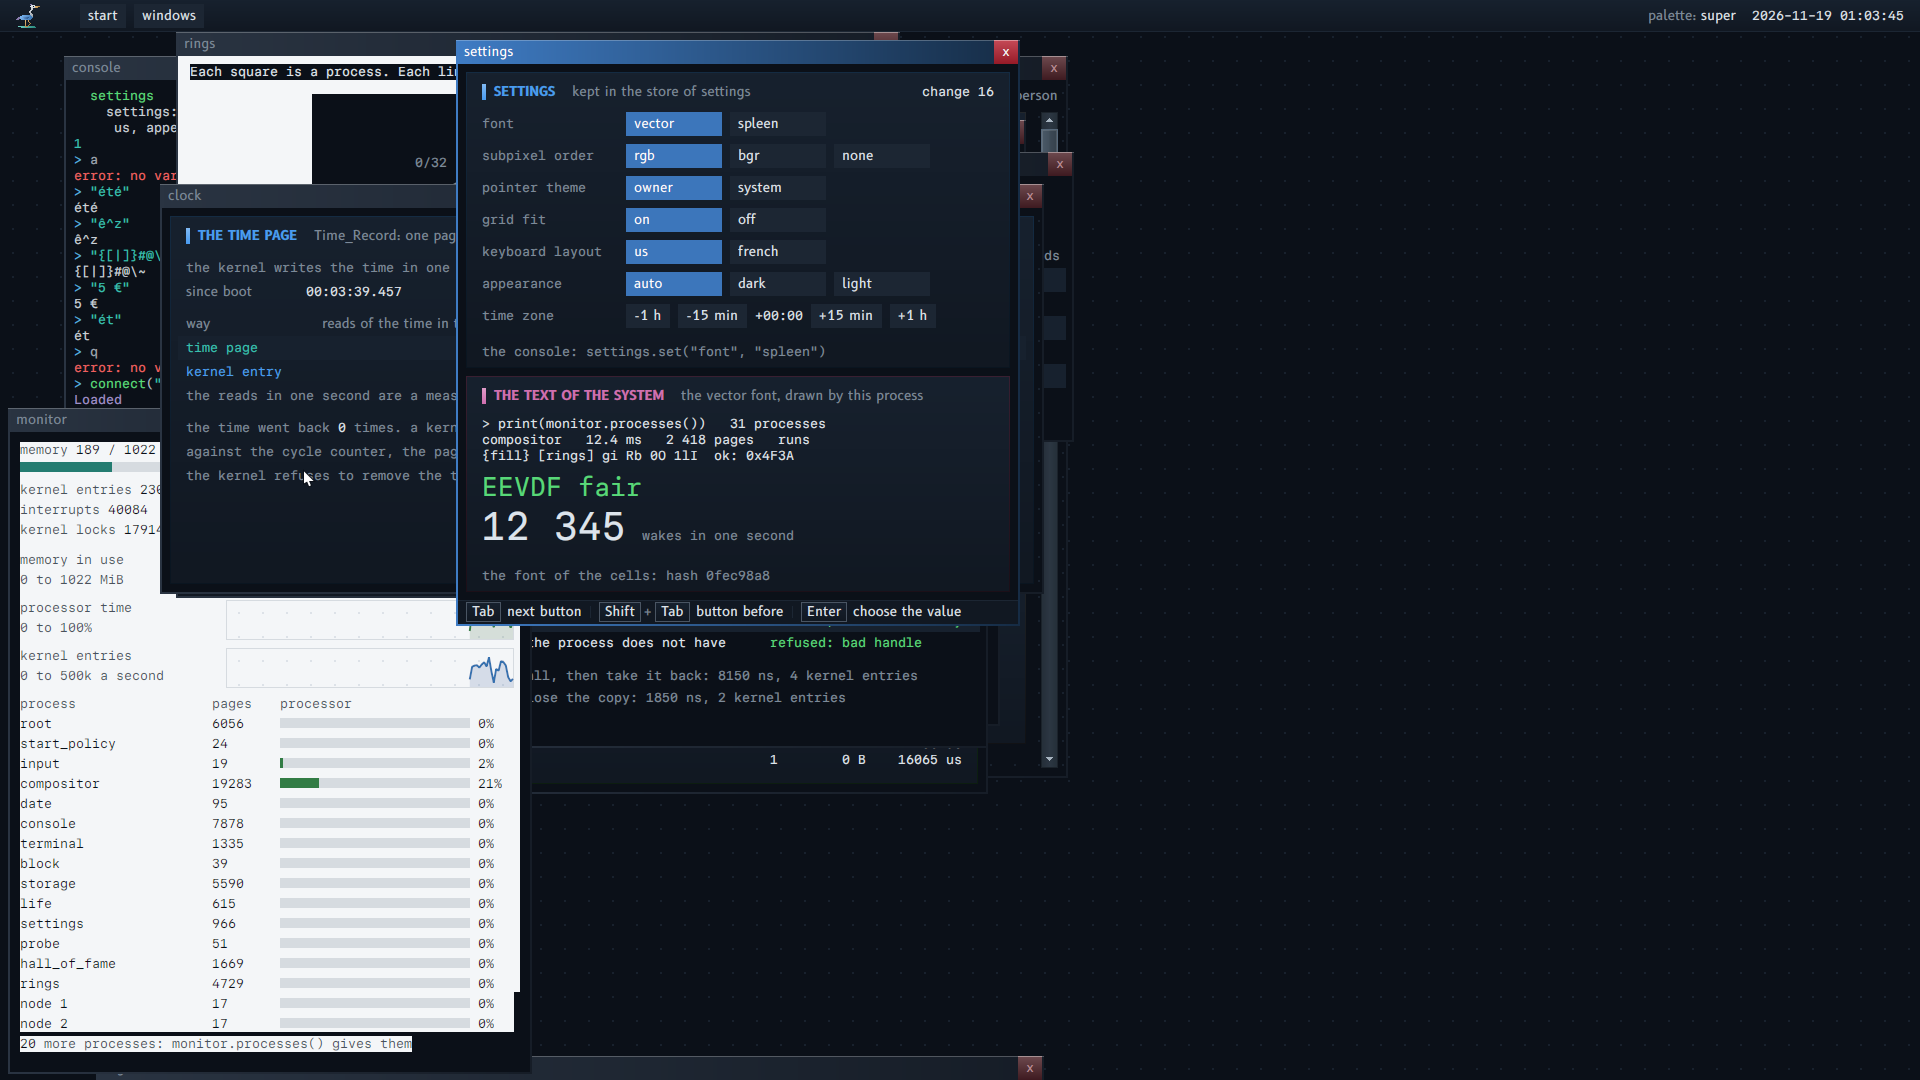 start windows palette: super 2026-11-19 01:03:45
rings
Each square is a process. Each
0/32
console
settings
settings:
us, appe
1
> a
error: no var
> "été"
été
> "ê^z"
ê^z
> "{[|]}#@\
{[|]}#@\~
> "5 €"
5 €
> "ét"
ét
> q
error: no v
> connect("
Loaded
clock
THE TIME PAGE Time_Record: one pag
the kernel writes the time in one
since boot 00:03:39.457
way reads of the time in
time page
kernel entry
the reads in one second are a meas
the time went back 0 times. a kern
against the cycle counter, the pag
the kernel refuses to remove the
settings x
SETTINGS kept in the store of settings change 16
font vector spleen
subpixel order rgb bgr none
pointer theme owner system
grid fit on off
keyboard layout us french
appearance auto dark light
time zone -1 h -15 min +00:00 +15 min +1 h
the console: settings.set("font", "spleen")
THE TEXT OF THE SYSTEM the vector font, drawn by this process
> print(monitor.processes()) 31 processes
compositor 12.4 ms 2 418 pages runs
{fill} [rings] gi Rb 0O 1lI ok: 0x4F3A
EEVDF fair
12 345 wakes in one second
the font of the cells: hash 0fec98a8
Tab next button Shift + Tab button before Enter choose the value
x
erson
x
x
ds
the process does not have refused: bad handle
all, then take it back: 8150 ns, 4 kernel entries
ose the copy: 1850 ns, 2 kernel entries
1 0 B 16065 us
monitor
memory 189 / 1022
kernel entries 230
interrupts 40084
kernel locks 17914
memory in use
0 to 1022 MiB
processor time
0 to 100%
kernel entries
0 to 500k a second
process pages processor
root 6056 0%
start_policy 24 0%
input 19 2%
compositor 19283 21%
date 95 0%
console 7878 0%
terminal 1335 0%
block 39 0%
storage 5590 0%
life 615 0%
settings 966 0%
probe 51 0%
hall_of_fame 1669 0%
rings 4729 0%
node 1 17 0%
node 2 17 0%
20 more processes: monitor.processes() gives them
x